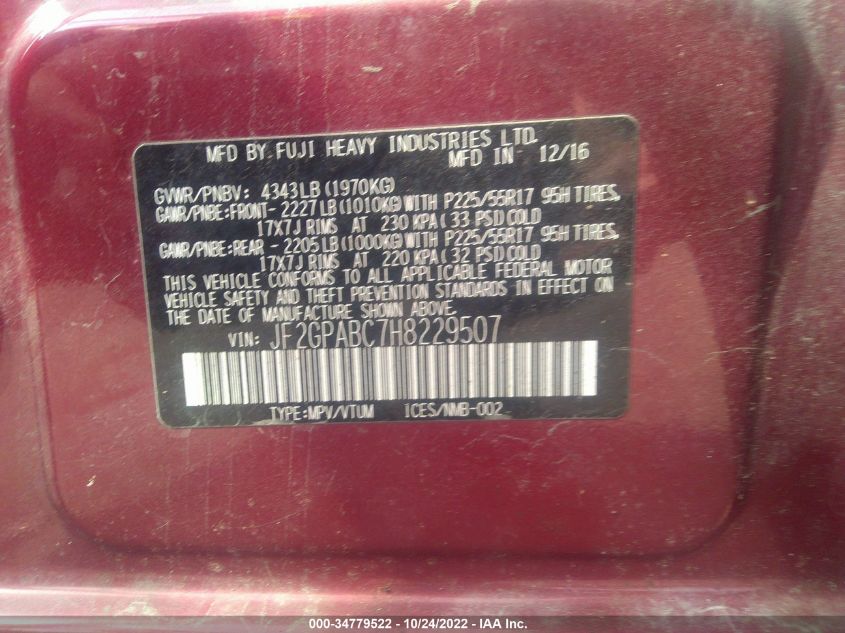 MFD BY FUJI HEAVY INDUSTRIES LTD.
MFD IN 12/16
GVWR/PNBV: 4343LB (1970KG)
GAWR/PNBE:FRONT- 2227LB (1010KG) WITH P225/55R17 95H TIRES.
17X7J RIMS AT 230 KPA (33 PSI) COLD
GAWR/PNBE:REAR - 2205LB (1000KG) WITH P225/55R17 95H TIRES.
17X7J RIMS AT 220 KPA (32 PSI) COLD
THIS VEHICLE CONFORMS TO ALL APPLICABLE FEDERAL MOTOR
VEHICLE SAFETY AND THEFT PREVENTION STANDARDS IN EFFECT ON
THE DATE OF MANUFACTURE SHOWN ABOVE.
VIN: JF2GPABC7H8229507
TYPE:MPV/VTUM ICES/NMB-002
000-34779522 - 10/24/2022 - IAA Inc.